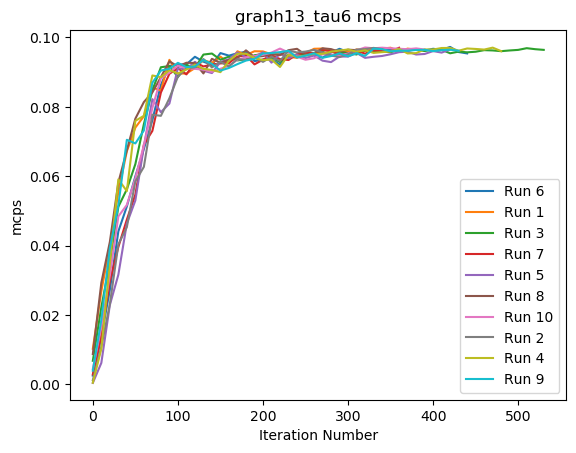 graph13_tau6 mcps
mcps
0.10
0.08
0.06
0.04
0.02
0.00
0
100
200
300
400
500
Iteration Number
Run 6
Run 1
Run 3
Run 7
Run 5
Run 8
Run 10
Run 2
Run 4
Run 9